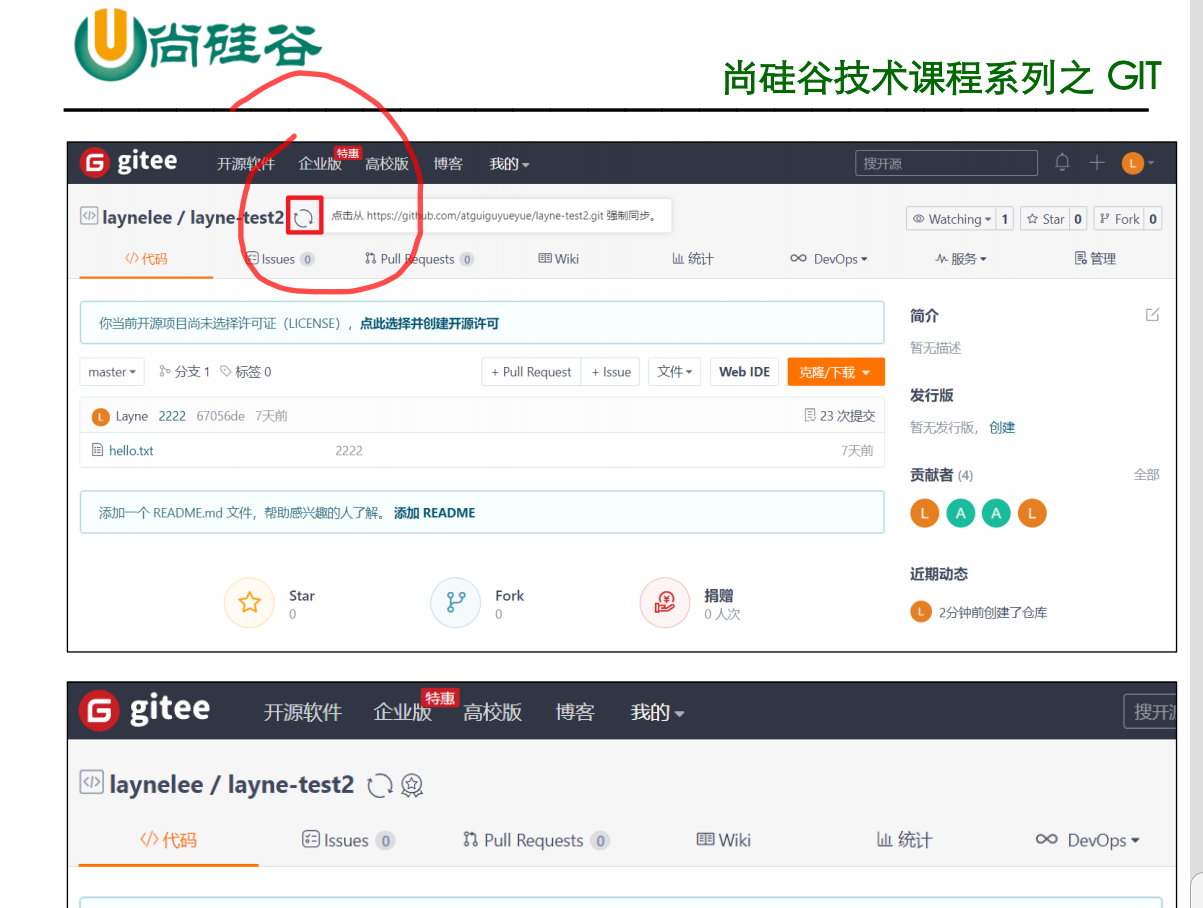 尚硅谷
尚硅谷技术课程系列之 GIT
gitee 开源软件 企业版 特惠 高校版 博客 我的 搜开源 L
laynelee / layne-test2 点击从 https://github.com/atguiguyueyue/layne-test2.git 强制同步。 Watching 1 Star 0 Fork 0
代码 Issues 0 Pull Requests 0 Wiki 统计 DevOps 服务 管理
你当前开源项目尚未选择许可证（LICENSE），点此选择并创建开源许可
简介
暂无描述
master 分支 1 标签 0 + Pull Request + Issue 文件 Web IDE 克隆/下载
发行版
L Layne 2222 67056de 7天前 23 次提交
暂无发行版，创建
hello.txt 2222 7天前
贡献者 (4) 全部
添加一个 README.md 文件，帮助感兴趣的人了解。 添加 README
L A A L
近期动态
Star
0
Fork
0
捐赠
0 人次
L 2分钟前创建了仓库
gitee 开源软件 企业版 特惠 高校版 博客 我的 搜开源
laynelee / layne-test2
代码 Issues 0 Pull Requests 0 Wiki 统计 DevOps